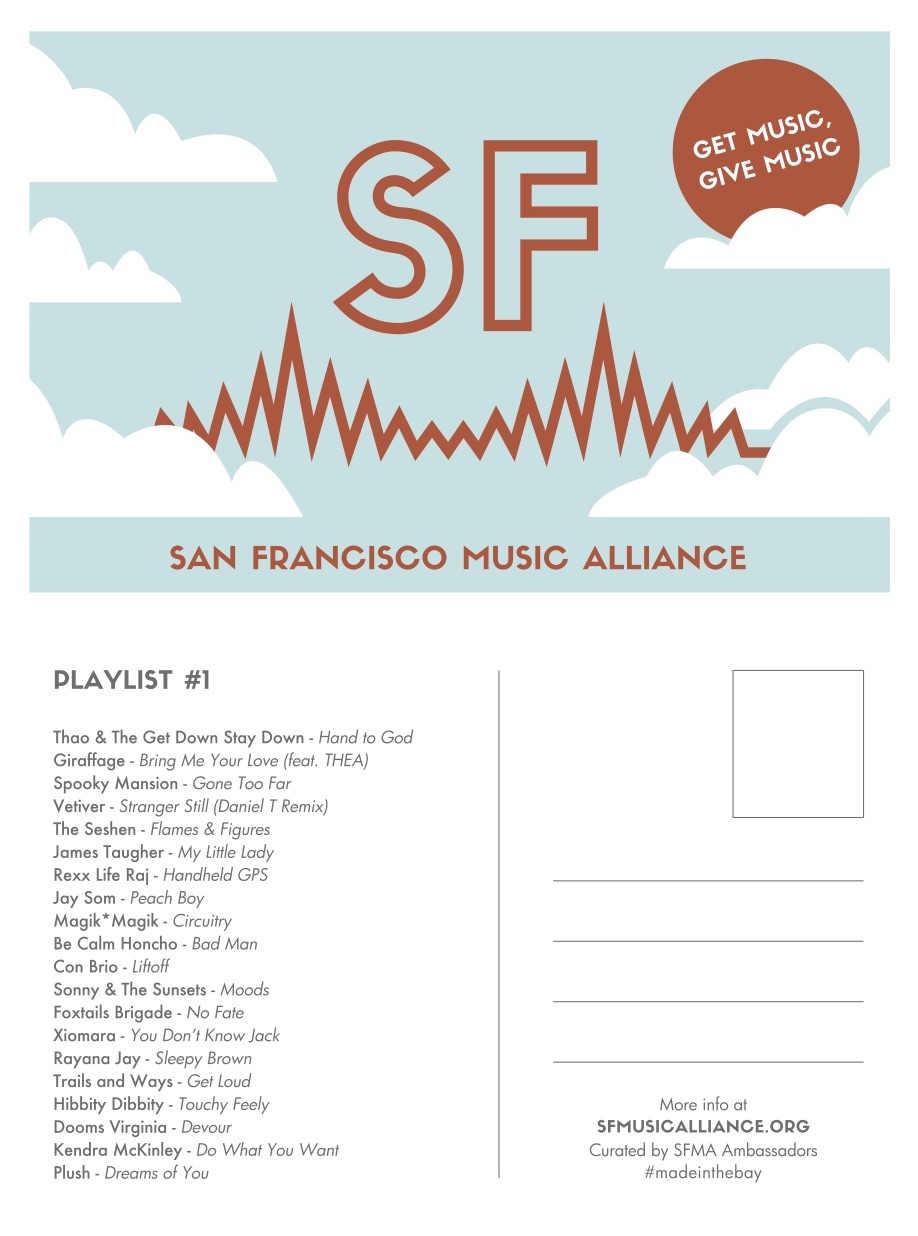 SF
GET MUSIC,
GIVE MUSIC
SAN FRANCISCO MUSIC ALLIANCE
PLAYLIST #1
Thao & The Get Down Stay Down - Hand to God
Giraffage - Bring Me Your Love (feat. THEA)
Spooky Mansion - Gone Too Far
Vetiver - Stranger Still (Daniel T Remix)
The Seshen - Flames & Figures
James Taugher - My Little Lady
Rexx Life Raj - Handheld GPS
Jay Som - Peach Boy
Magik*Magik - Circuitry
Be Calm Honcho - Bad Man
Con Brio - Liftoff
Sonny & The Sunsets - Moods
Foxtails Brigade - No Fate
Xiomara - You Don't Know Jack
Rayana Jay - Sleepy Brown
Trails and Ways - Get Loud
Hibbity Dibbity - Touchy Feely
Dooms Virginia - Devour
Kendra McKinley - Do What You Want
Plush - Dreams of You
More info at
SFMUSICALLIANCE.ORG
Curated by SFMA Ambassadors
#madeinthebay